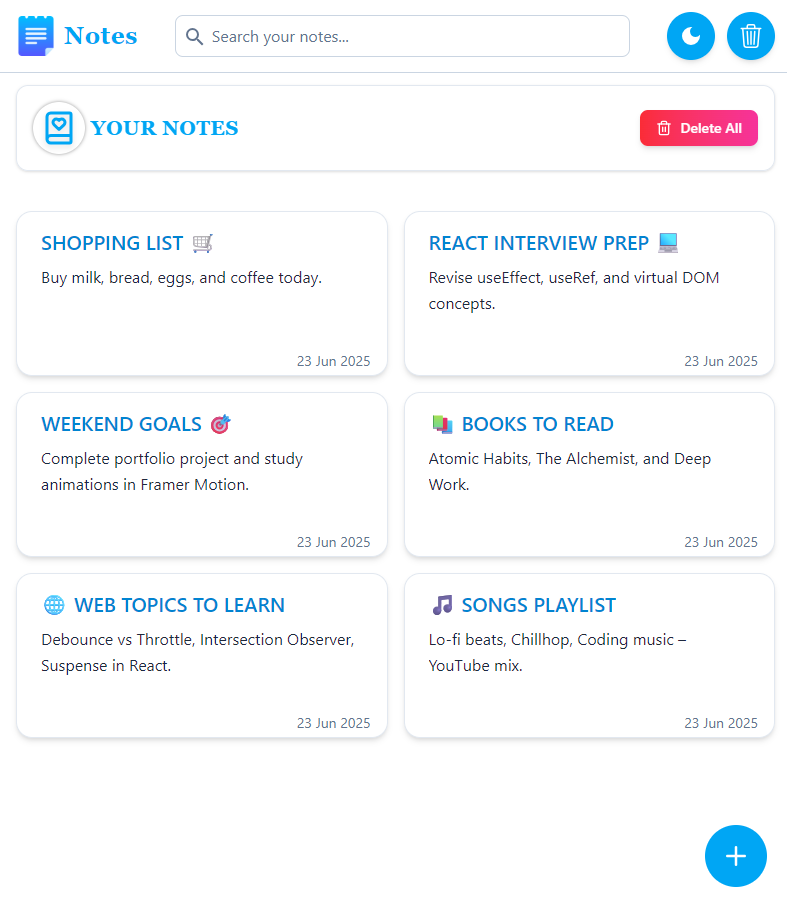 Notes
Search your notes...
YOUR NOTES
Delete All
SHOPPING LIST 🛒
Buy milk, bread, eggs, and coffee today.
23 Jun 2025
REACT INTERVIEW PREP 💻
Revise useEffect, useRef, and virtual DOM
concepts.
23 Jun 2025
WEEKEND GOALS 🎯
Complete portfolio project and study
animations in Framer Motion.
23 Jun 2025
📚 BOOKS TO READ
Atomic Habits, The Alchemist, and Deep
Work.
23 Jun 2025
🌐 WEB TOPICS TO LEARN
Debounce vs Throttle, Intersection Observer,
Suspense in React.
23 Jun 2025
🎵 SONGS PLAYLIST
Lo-fi beats, Chillhop, Coding music –
YouTube mix.
23 Jun 2025